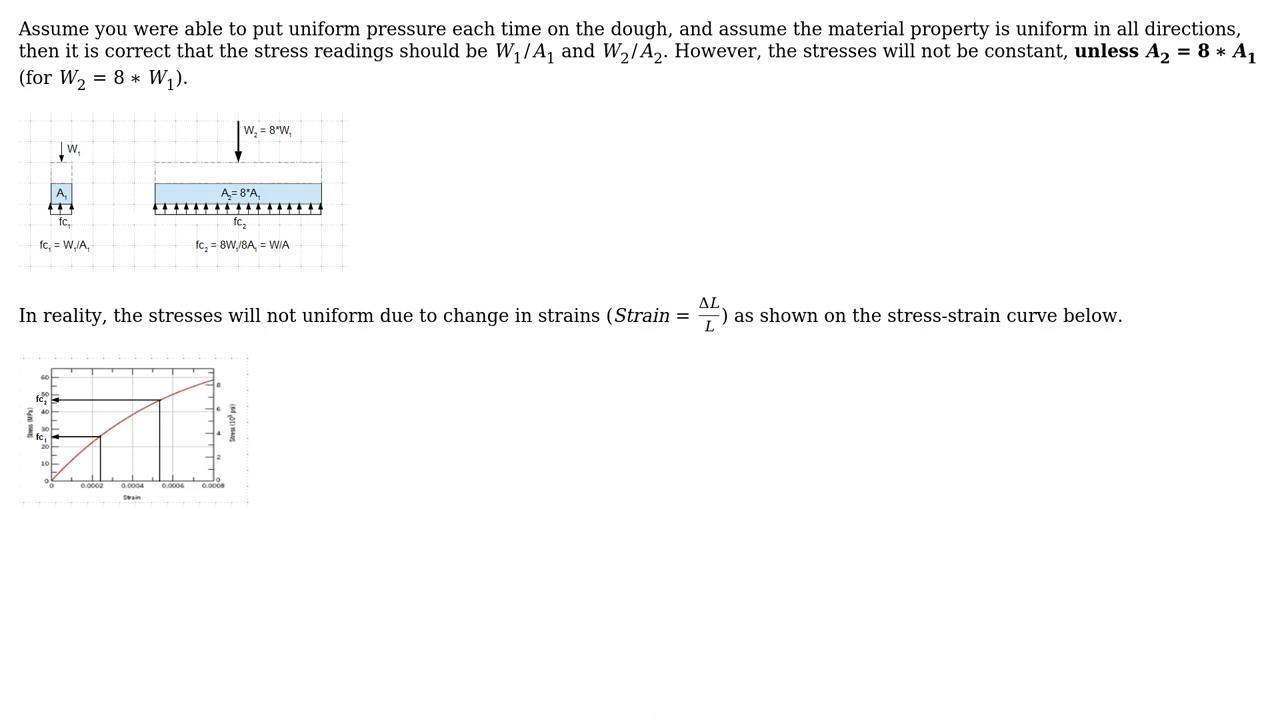 Assume you were able to put uniform pressure each time on the dough, and assume the material property is uniform in all directions,
then it is correct that the stress readings should be W₁/A₁ and W₂/A₂. However, the stresses will not be constant, unless A₂ = 8 ∗ A₁
(for W₂ = 8 ∗ W₁).
W₂ = 8*W₁
W₁
A₁
A₂= 8*A₁
fc₁
fc₂
fc₁ = W₁/A₁
fc₂ = 8W₁/8A₁ = W/A
In reality, the stresses will not uniform due to change in strains (Strain = ΔL/L) as shown on the stress-strain curve below.
60
50
40
30
20
10
0
fc₂
fc₁
Stress (MPa)
8
6
4
2
0
Stress (10³ psi)
0 0.0002 0.0004 0.0006 0.0008
Strain